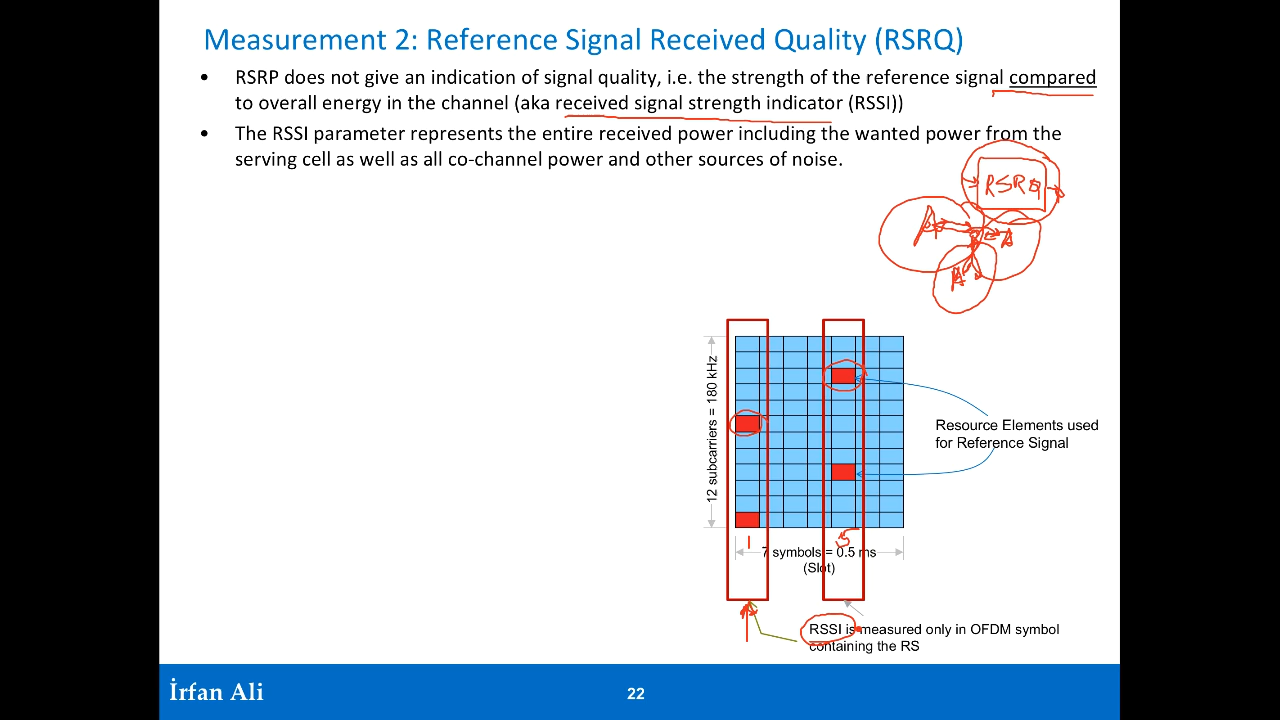 Measurement 2: Reference Signal Received Quality (RSRQ)
• RSRP does not give an indication of signal quality, i.e. the strength of the reference signal compared
to overall energy in the channel (aka received signal strength indicator (RSSI))
• The RSSI parameter represents the entire received power including the wanted power from the
serving cell as well as all co-channel power and other sources of noise.
RSRQ
12 subcarriers = 180 kHz
Resource Elements used
for Reference Signal
1
5
7 symbols = 0.5 ms
(Slot)
RSSI is measured only in OFDM symbol
containing the RS
İrfan Ali
22